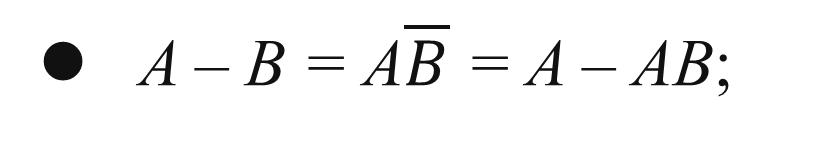 ● A – B = AB̅ = A – AB;